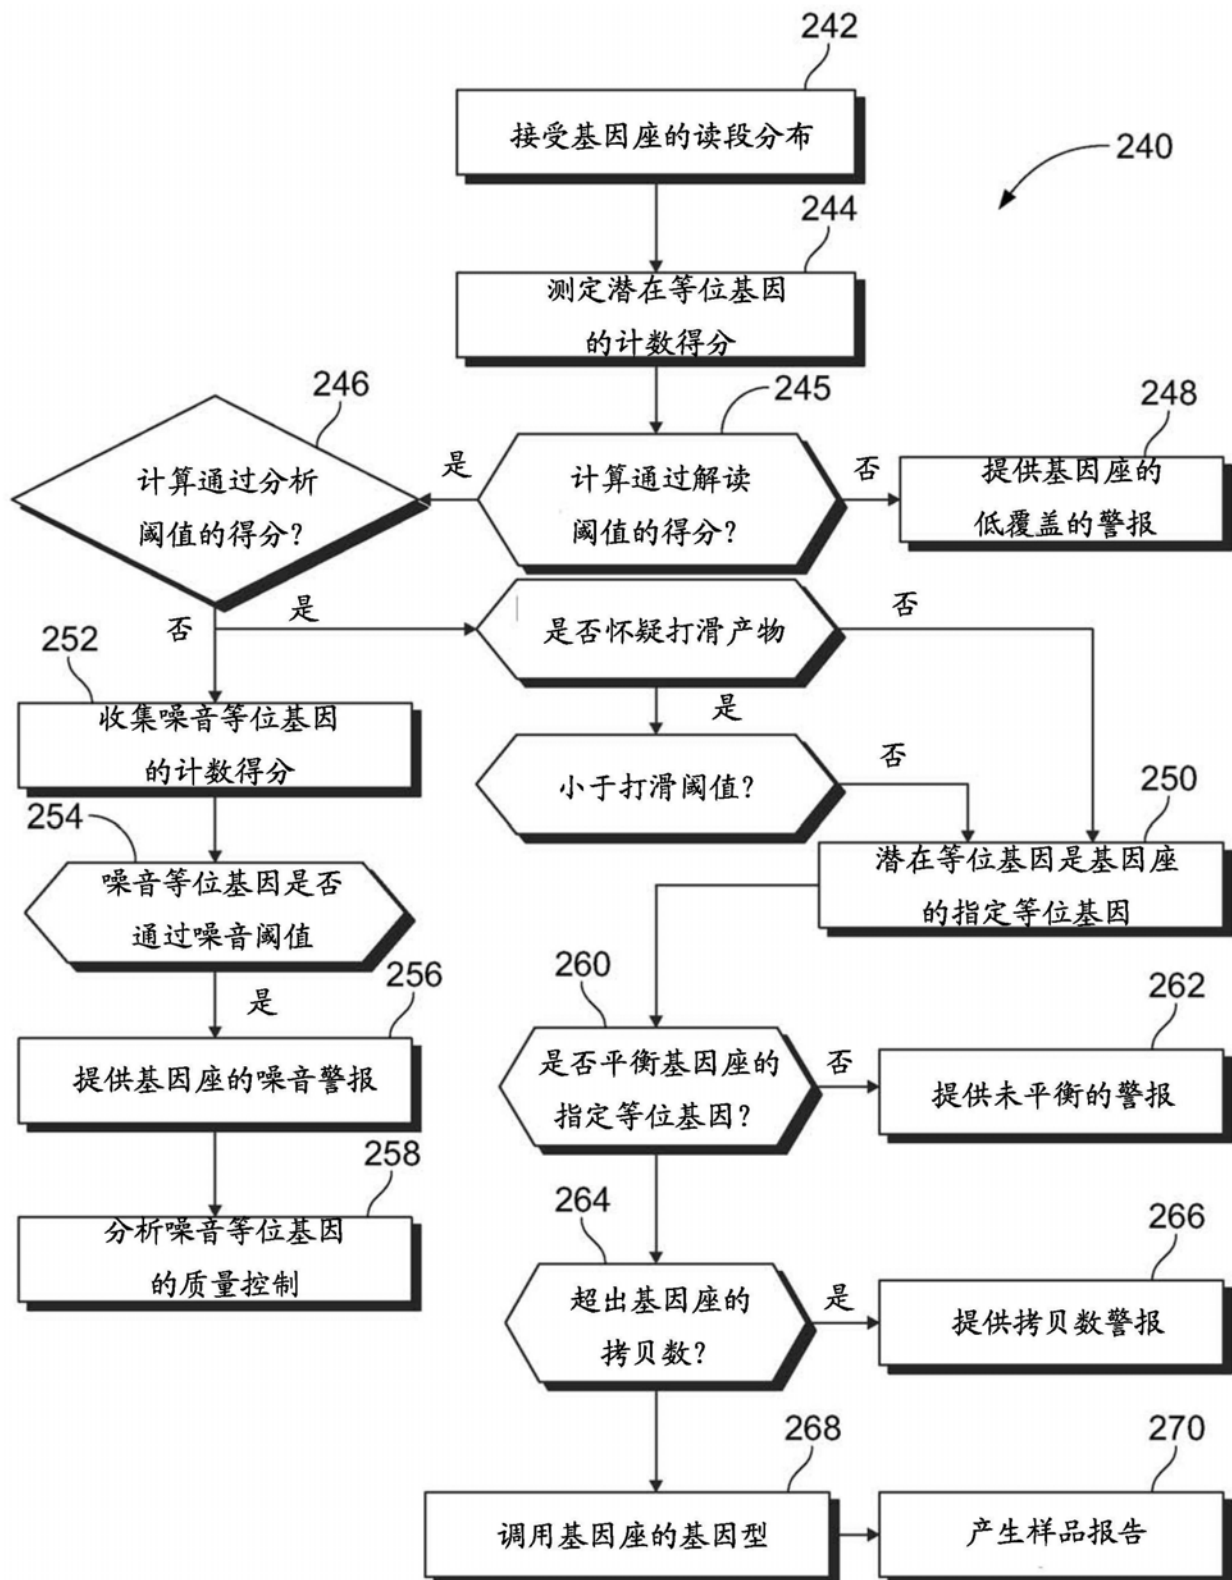 242
接受基因座的读段分布
240
244
测定潜在等位基因
的计数得分
246
计算通过分析
阈值的得分?
245
是
计算通过解读
阈值的得分?
否
248
提供基因座的
低覆盖的警报
否
是
是否怀疑打滑产物
否
252
收集噪音等位基因
的计数得分
是
小于打滑阈值?
否
250
潜在等位基因是基因座
的指定等位基因
254
噪音等位基因是否
通过噪音阈值
是
256
提供基因座的噪音警报
258
分析噪音等位基因
的质量控制
260
是否平衡基因座的
指定等位基因?
否
262
提供未平衡的警报
264
超出基因座的
拷贝数?
是
266
提供拷贝数警报
268
调用基因座的基因型
270
产生样品报告